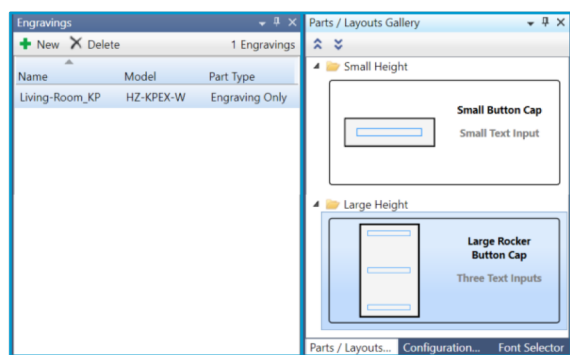 Engravings
New Delete 1 Engravings
Name Model Part Type
Living-Room_KP HZ-KPEX-W Engraving Only
Parts / Layouts Gallery
Small Height
Small Button Cap
Small Text Input
Large Height
Large Rocker
Button Cap
Three Text Inputs
Parts / Layouts... Configuration... Font Selector